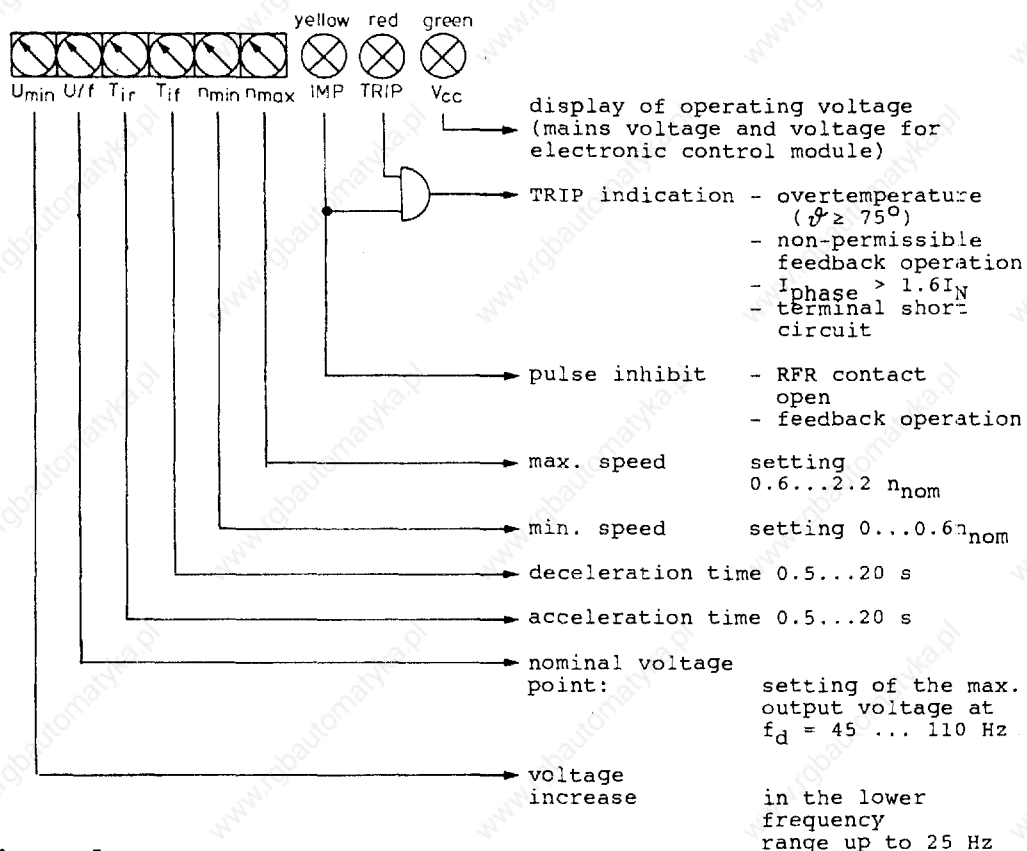 yellow red green
Umin U/f Tir Tif nmin nmax IMP TRIP Vcc
display of operating voltage
(mains voltage and voltage for
electronic control module)
TRIP indication - overtemperature
(ϑ ≥ 75°)
- non-permissible
feedback operation
- Iphase > 1.6IN
- terminal short
circuit
pulse inhibit - RFR contact
open
- feedback operation
max. speed setting
0.6...2.2 nnom
min. speed setting 0...0.6nnom
deceleration time 0.5...20 s
acceleration time 0.5...20 s
nominal voltage
point: setting of the max.
output voltage at
fd = 45 ... 110 Hz
voltage
increase in the lower
frequency
range up to 25 Hz
www.rgbautomatyka.pl